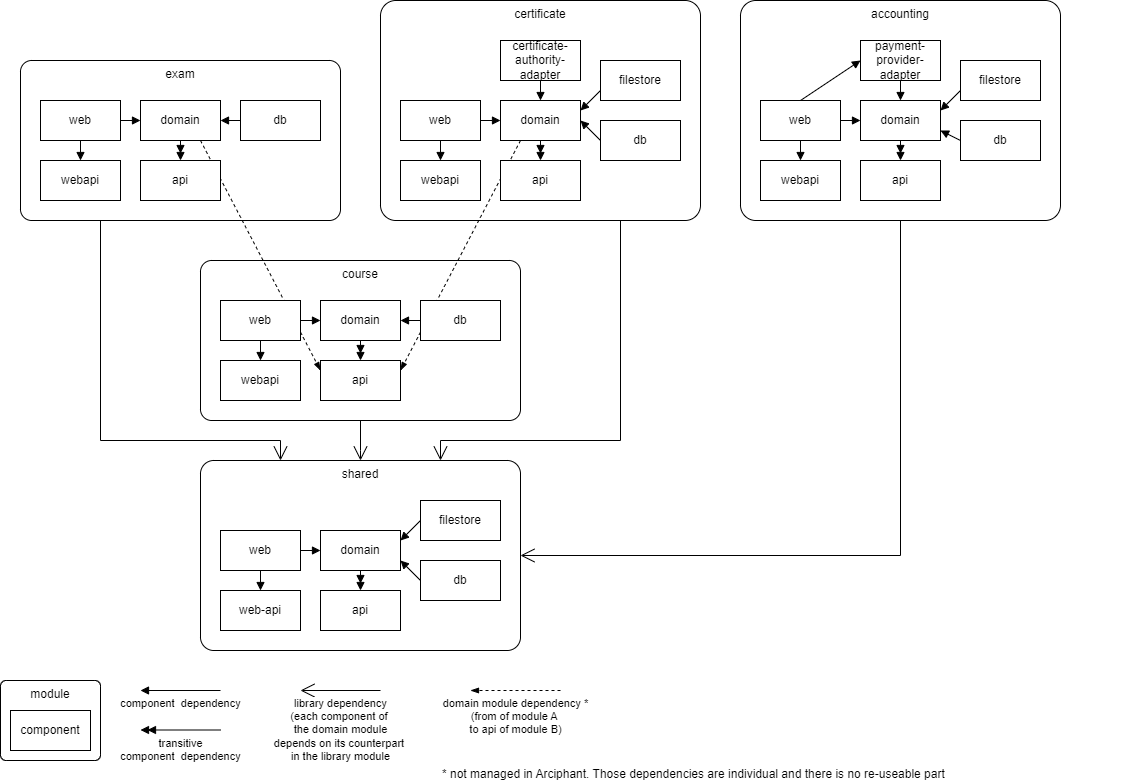 certificate
accounting
certificate-
authority-
adapter
payment-
provider-
adapter
exam
filestore
filestore
web
domain
db
web
domain
db
web
domain
db
webapi
api
webapi
api
webapi
api
course
web
domain
db
webapi
api
shared
filestore
web
domain
db
web-api
api
module
component
component dependency
transitive
component dependency
library dependency
(each component of
the domain module
depends on its counterpart
in the library module
domain module dependency *
(from of module A
to api of module B)
* not managed in Arciphant. Those dependencies are individual and there is no re-useable part